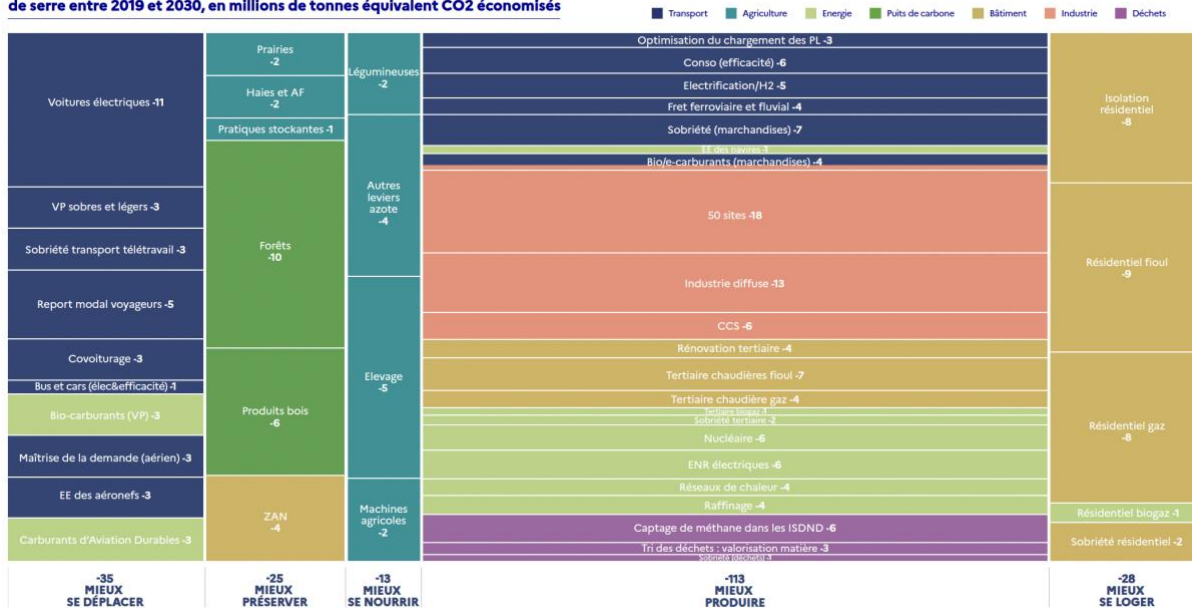 de serre entre 2019 et 2030, en millions de tonnes équivalent CO2 économisés
Transport
Agriculture
Energie
Puits de carbone
Bâtiment
Industrie
Déchets
Voitures électriques -11
VP sobres et légers -3
Sobriété transport télétravail -3
Report modal voyageurs -5
Covoiturage -3
Bus et cars (élec&efficacité) -1
Bio-carburants (VP) -3
Maîtrise de la demande (aérien) -3
EE des aéronefs -3
Carburants d'Aviation Durables -3
-35
MIEUX
SE DÉPLACER
Prairies
-2
Haies et AF
-2
Pratiques stockantes -1
Forêts
-10
Produits bois
-6
ZAN
-4
-25
MIEUX
PRÉSERVER
Légumineuses
-2
Autres
leviers
azote
-4
Elevage
-5
Machines
agricoles
-2
-13
MIEUX
SE NOURRIR
Optimisation du chargement des PL -3
Conso (efficacité) -6
Electrification/H2 -5
Fret ferroviaire et fluvial -4
Sobriété (marchandises) -7
EE des navires -1
Bio/e-carburants (marchandises) -4
50 sites -18
Industrie diffuse -13
CCS -6
Rénovation tertiaire -4
Tertiaire chaudières fioul -7
Tertiaire chaudière gaz -4
Tertiaire biogaz -1
Sobriété tertiaire -2
Nucléaire -6
ENR électriques -6
Réseaux de chaleur -4
Raffinage -4
Captage de méthane dans les ISDND -6
Tri des déchets : valorisation matière -3
Sobriété (déchets) -1
-113
MIEUX
PRODUIRE
Isolation
résidentiel
-8
Résidentiel fioul
-9
Résidentiel gaz
-8
Résidentiel biogaz -1
Sobriété résidentiel -2
-28
MIEUX
SE LOGER